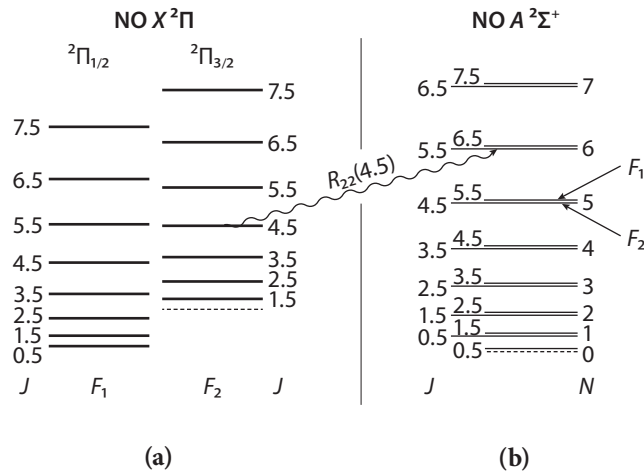 NO X ²Π
NO A ²Σ⁺
²Π₁/₂
²Π₃/₂
7.5
6.5
5.5
4.5
3.5
2.5
1.5
0.5
7.5
6.5
5.5
4.5
3.5
2.5
1.5
R₂₂(4.5)
6.5 7.5 7
5.5 6.5 6
4.5 5.5 5
3.5 4.5 4
2.5 3.5 3
1.5 2.5 2
0.5 1.5 1
0.5 0
F₁
F₂
J F₁ F₂ J
J N
(a)
(b)